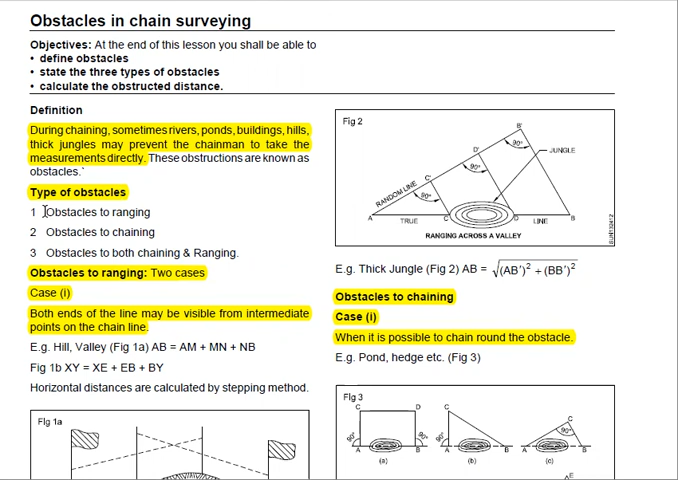 Obstacles in chain surveying
Objectives: At the end of this lesson you shall be able to
• define obstacles
• state the three types of obstacles
• calculate the obstructed distance.
Definition
During chaining, sometimes rivers, ponds, buildings, hills,
thick jungles may prevent the chainman to take the
measurements directly. These obstructions are known as
obstacles.`
Type of obstacles
1 Obstacles to ranging
2 Obstacles to chaining
3 Obstacles to both chaining & Ranging.
Obstacles to ranging: Two cases
Case (i)
Both ends of the line may be visible from intermediate
points on the chain line.
E.g. Hill, Valley (Fig 1a) AB = AM + MN + NB
Fig 1b XY = XE + EB + BY
Horizontal distances are calculated by stepping method.
Fig 1a
Fig 2
B'
D'
JUNGLE
90°
90°
C'
RANDOM LINE
90°
A
TRUE
C
D
LINE
B
RANGING ACROSS A VALLEY
E.g. Thick Jungle (Fig 2) AB = √(AB')² + (BB')²
Obstacles to chaining
Case (i)
When it is possible to chain round the obstacle.
E.g. Pond, hedge etc. (Fig 3)
Fig 3
C D C C
90° 90° 90° 90°
A B A B A B
(a) (b) (c)
E